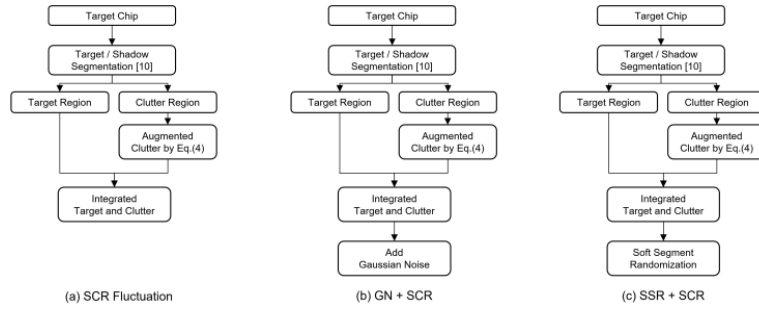 Target Chip
Target / Shadow
Segmentation [10]
Target Region
Clutter Region
Augmented
Clutter by Eq.(4)
Integrated
Target and Clutter
(a) SCR Fluctuation
Target Chip
Target / Shadow
Segmentation [10]
Target Region
Clutter Region
Augmented
Clutter by Eq.(4)
Integrated
Target and Clutter
Add
Gaussian Noise
(b) GN + SCR
Target Chip
Target / Shadow
Segmentation [10]
Target Region
Clutter Region
Augmented
Clutter by Eq.(4)
Integrated
Target and Clutter
Soft Segment
Randomization
(c) SSR + SCR